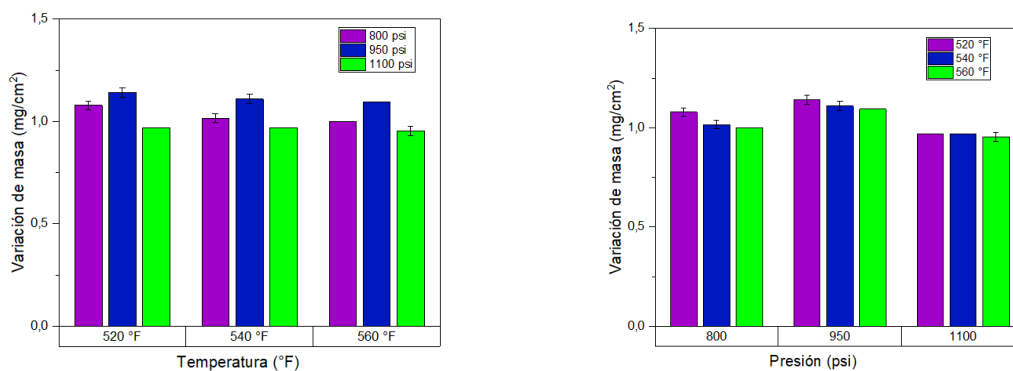 Variación de masa (mg/cm²)
1,5
1,0
0,5
0,0
800 psi
950 psi
1100 psi
520 °F
540 °F
560 °F
Temperatura (°F)
Variación de masa (mg/cm²)
1,5
1,0
0,5
0,0
520 °F
540 °F
560 °F
800
950
1100
Presión (psi)